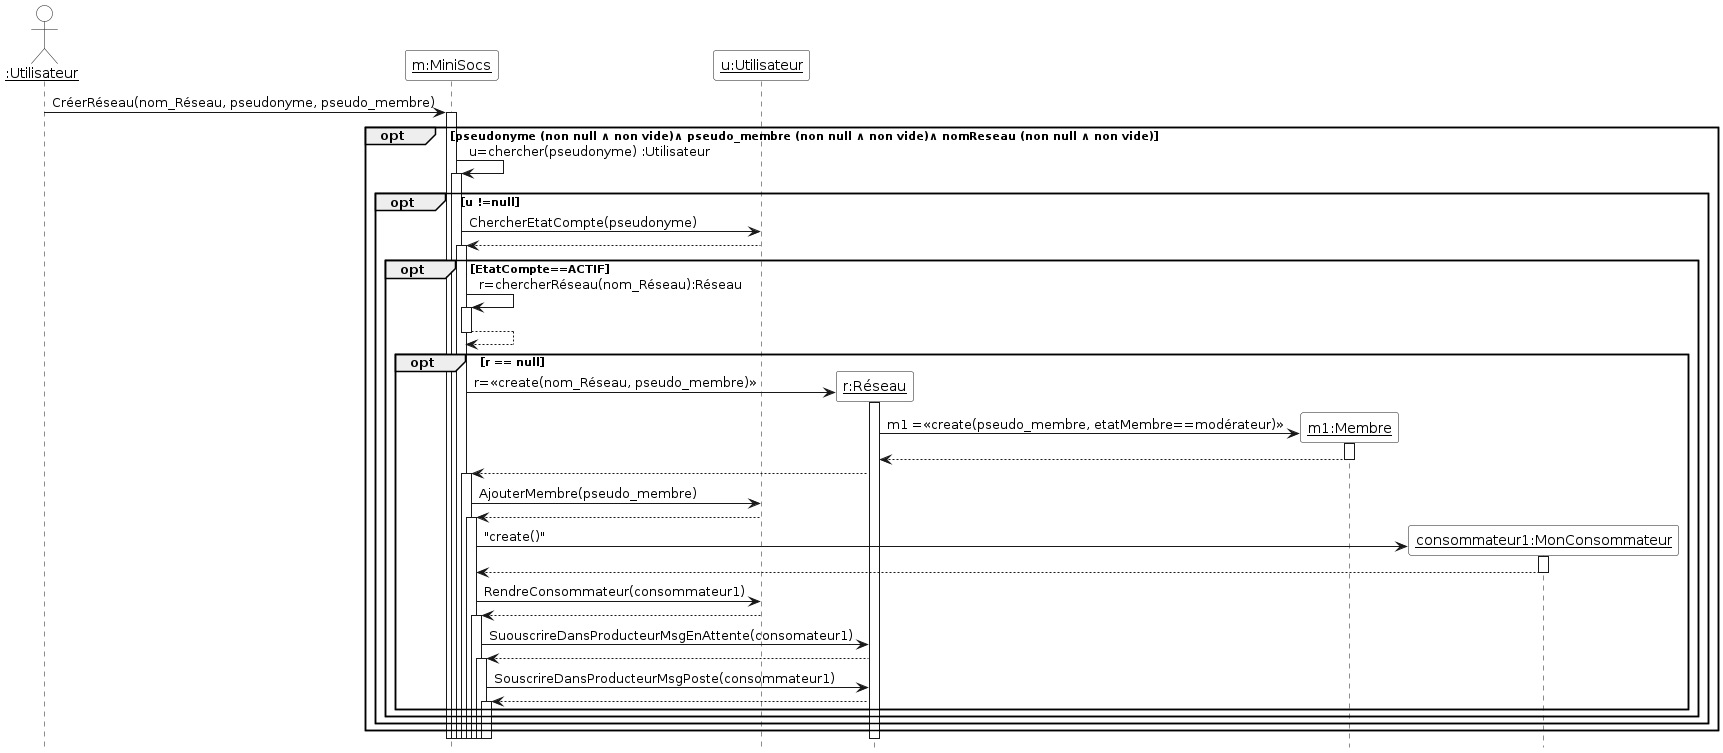 :Utilisateur
m:MiniSocs
u:Utilisateur
CréerRéseau(nom_Réseau, pseudonyme, pseudo_membre)
opt [pseudonyme (non null ∧ non vide)∧ pseudo_membre (non null ∧ non vide)∧ nomReseau (non null ∧ non vide)]
u=chercher(pseudonyme) :Utilisateur
opt [u !=null]
ChercherEtatCompte(pseudonyme)
opt [EtatCompte==ACTIF]
r=chercherRéseau(nom_Réseau):Réseau
opt [r == null]
r=«create(nom_Réseau, pseudo_membre)»
r:Réseau
m1 =«create(pseudo_membre, etatMembre==modérateur)»
m1:Membre
AjouterMembre(pseudo_membre)
"create()"
consommateur1:MonConsommateur
RendreConsommateur(consommateur1)
SuouscrireDansProducteurMsgEnAttente(consomateur1)
SouscrireDansProducteurMsgPoste(consommateur1)